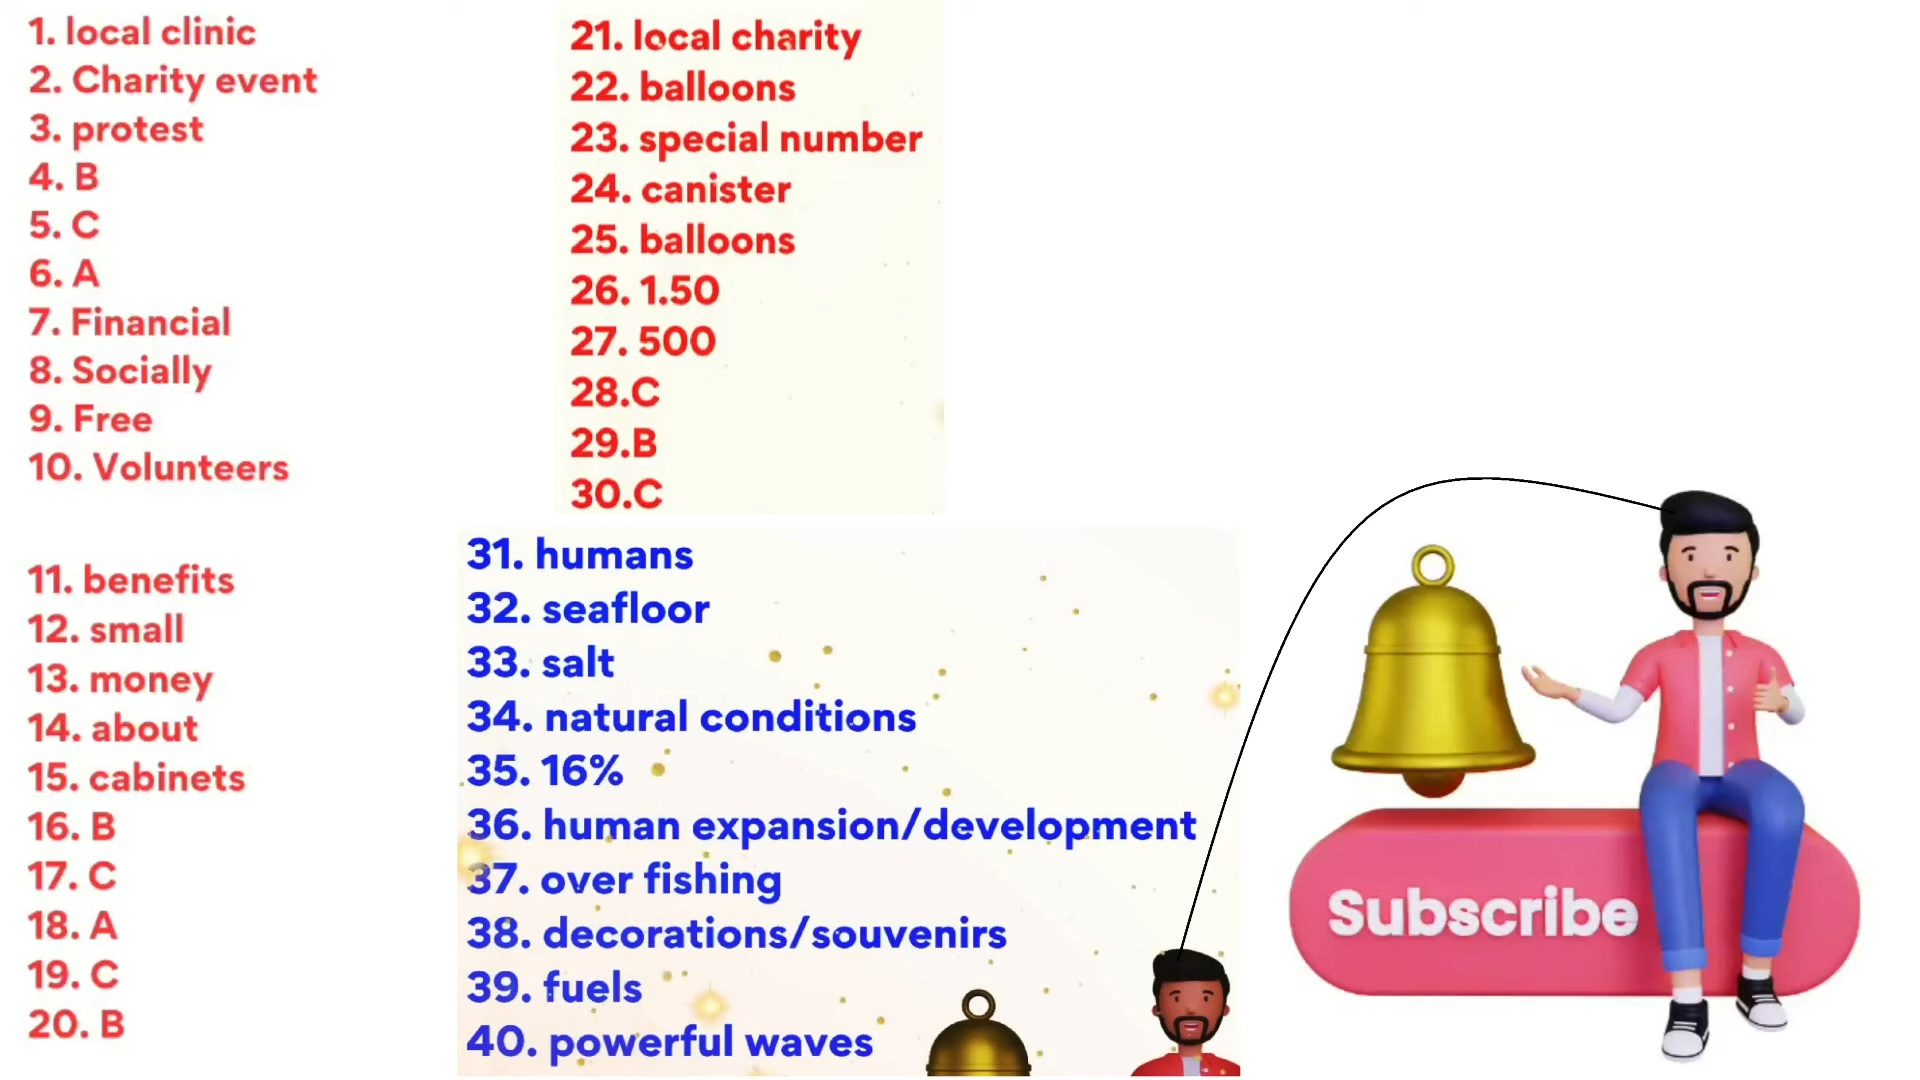 1. local clinic
2. Charity event
3. protest
4. B
5. C
6. A
7. Financial
8. Socially
9. Free
10. Volunteers
11. benefits
12. small
13. money
14. about
15. cabinets
16. B
17. C
18. A
19. C
20. B
21. local charity
22. balloons
23. special number
24. canister
25. balloons
26. 1.50
27. 500
28.C
29.B
30.C
31. humans
32. seafloor
33. salt
34. natural conditions
35. 16%
36. human expansion/development
37. over fishing
38. decorations/souvenirs
39. fuels
40. powerful waves
Subscribe